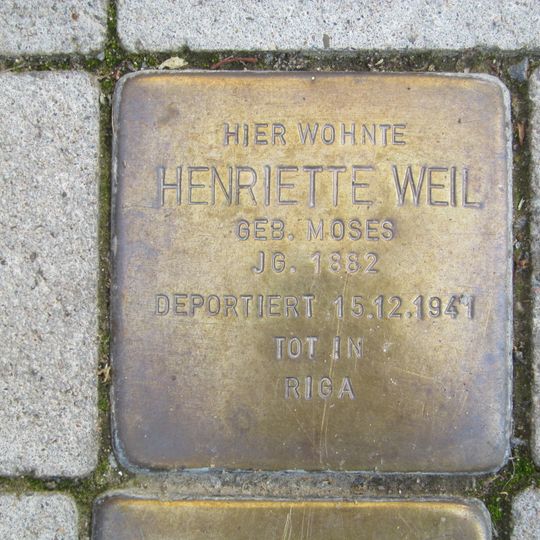 HIER WOHNTE
HENRIETTE WEIL
GEB. MOSES
JG. 1882
DEPORTIERT 15.12.1941
TOT IN
RIGA